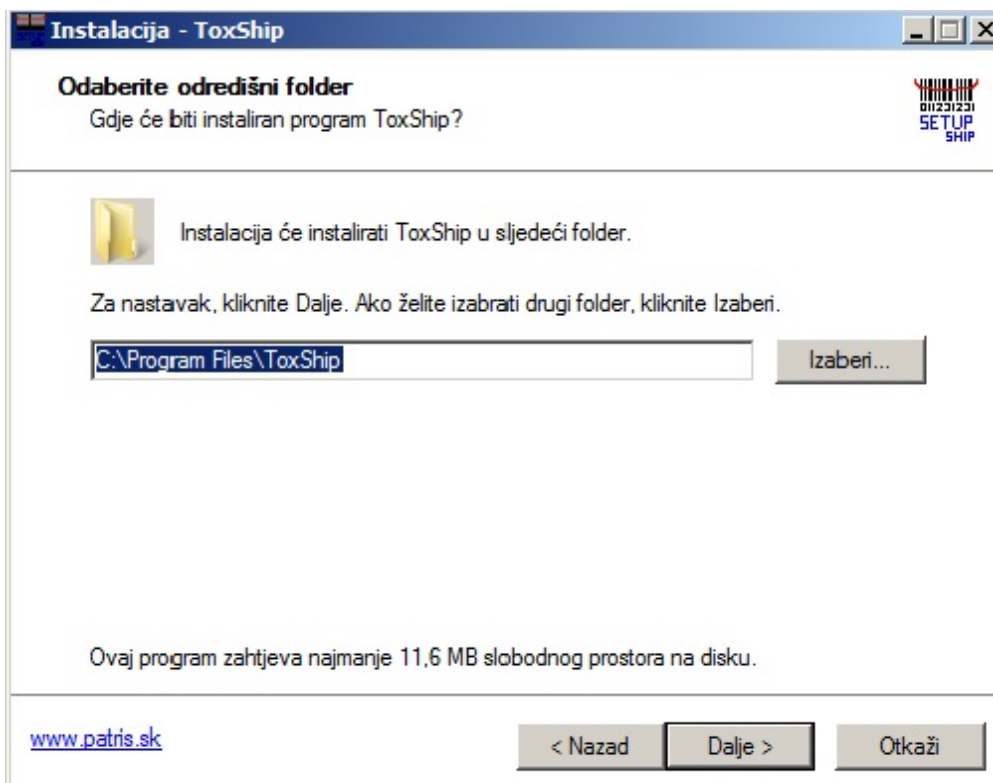 Instalacija - ToxShip
Odaberite odredišni folder
Gdje će biti instaliran program ToxShip?
011231231
SETUP
SHIP
Instalacija će instalirati ToxShip u sljedeći folder.
Za nastavak, kliknite Dalje. Ako želite izabrati drugi folder, kliknite Izaberi.
C:\Program Files\ToxShip
Izaberi...
Ovaj program zahtjeva najmanje 11,6 MB slobodnog prostora na disku.
www.patris.sk
< Nazad
Dalje >
Otkaži